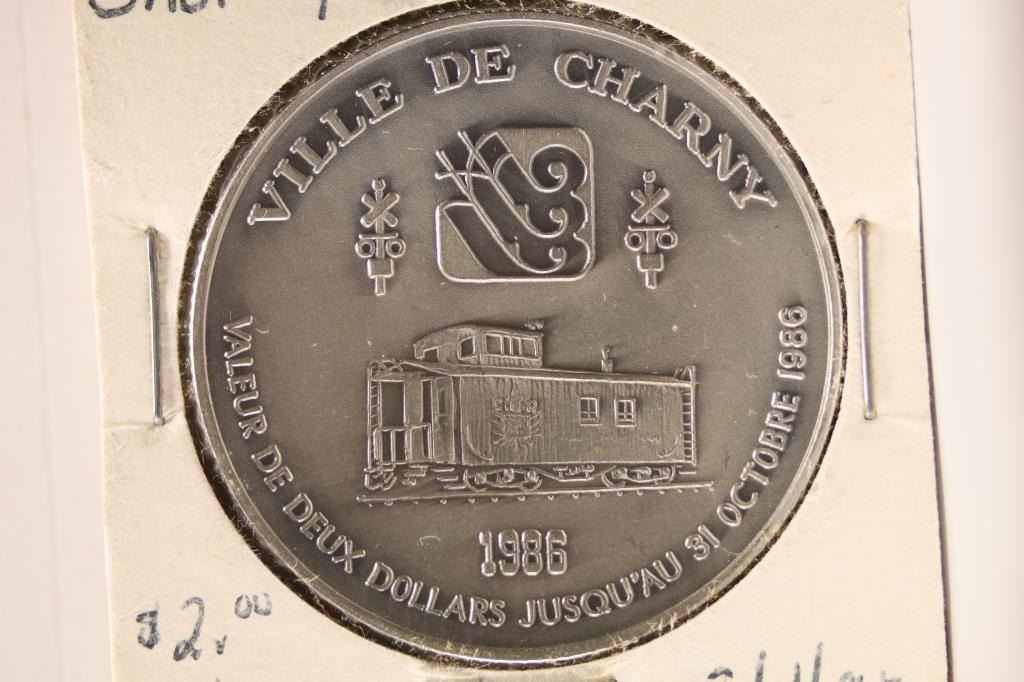 VILLE DE CHARNY
VALEUR DE DEUX DOLLARS JUSQU'AU 31 OCTOBRE 1986
1986
$2.00